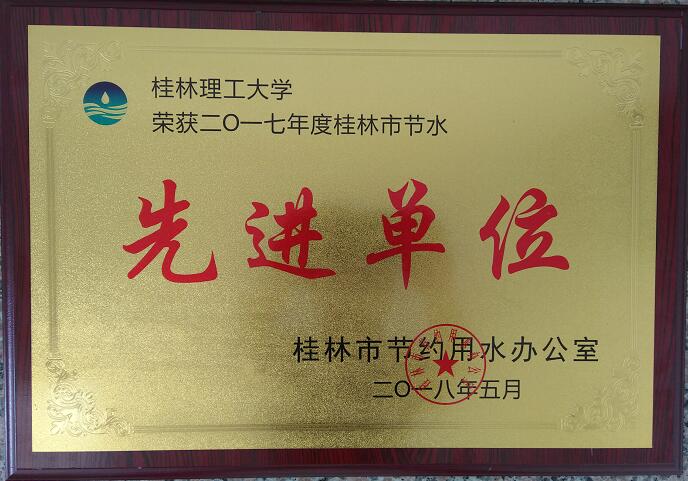 桂林理工大学
荣获二〇一七年度桂林市节水
先进单位
桂林市节约用水办公室
二〇一八年五月